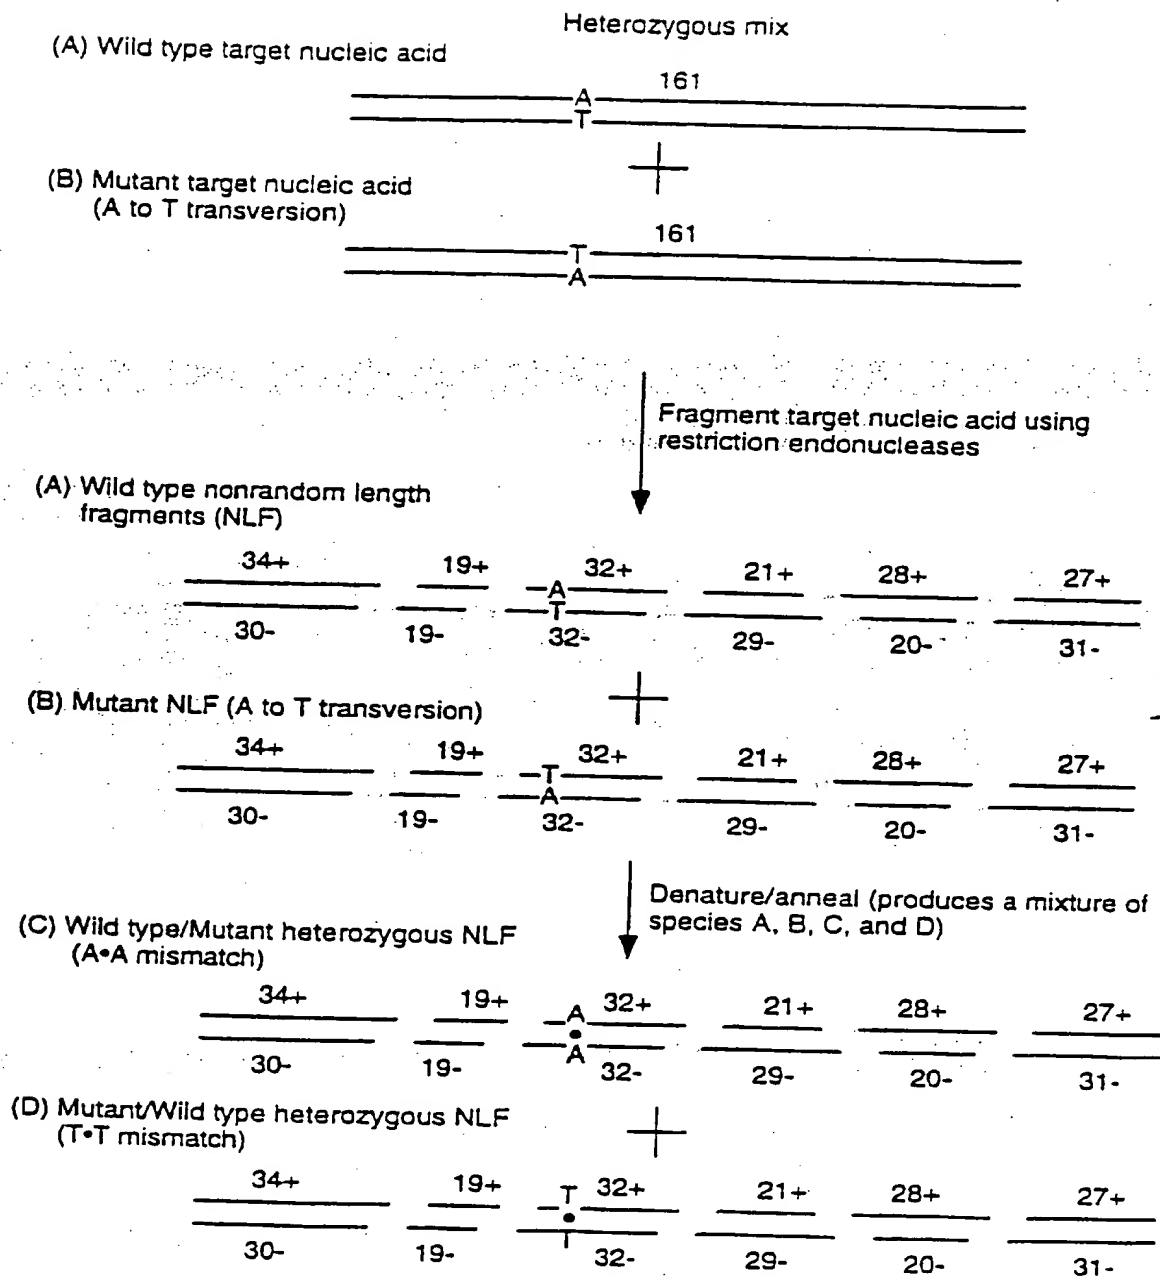 Heterozygous mix
(A) Wild type target nucleic acid
161
A
T
(B) Mutant target nucleic acid
(A to T transversion)
161
T
A
Fragment target nucleic acid using
restriction endonucleases
(A) Wild type nonrandom length
fragments (NLF)
34+ 19+ A 32+ 21+ 28+ 27+
30- 19- T 32- 29- 20- 31-
(B) Mutant NLF (A to T transversion)
34+ 19+ T 32+ 21+ 28+ 27+
30- 19- A 32- 29- 20- 31-
Denature/anneal (produces a mixture of
species A, B, C, and D)
(C) Wild type/Mutant heterozygous NLF
(A•A mismatch)
34+ 19+ A 32+ 21+ 28+ 27+
30- 19- A 32- 29- 20- 31-
(D) Mutant/Wild type heterozygous NLF
(T•T mismatch)
34+ 19+ T 32+ 21+ 28+ 27+
30- 19- T 32- 29- 20- 31-